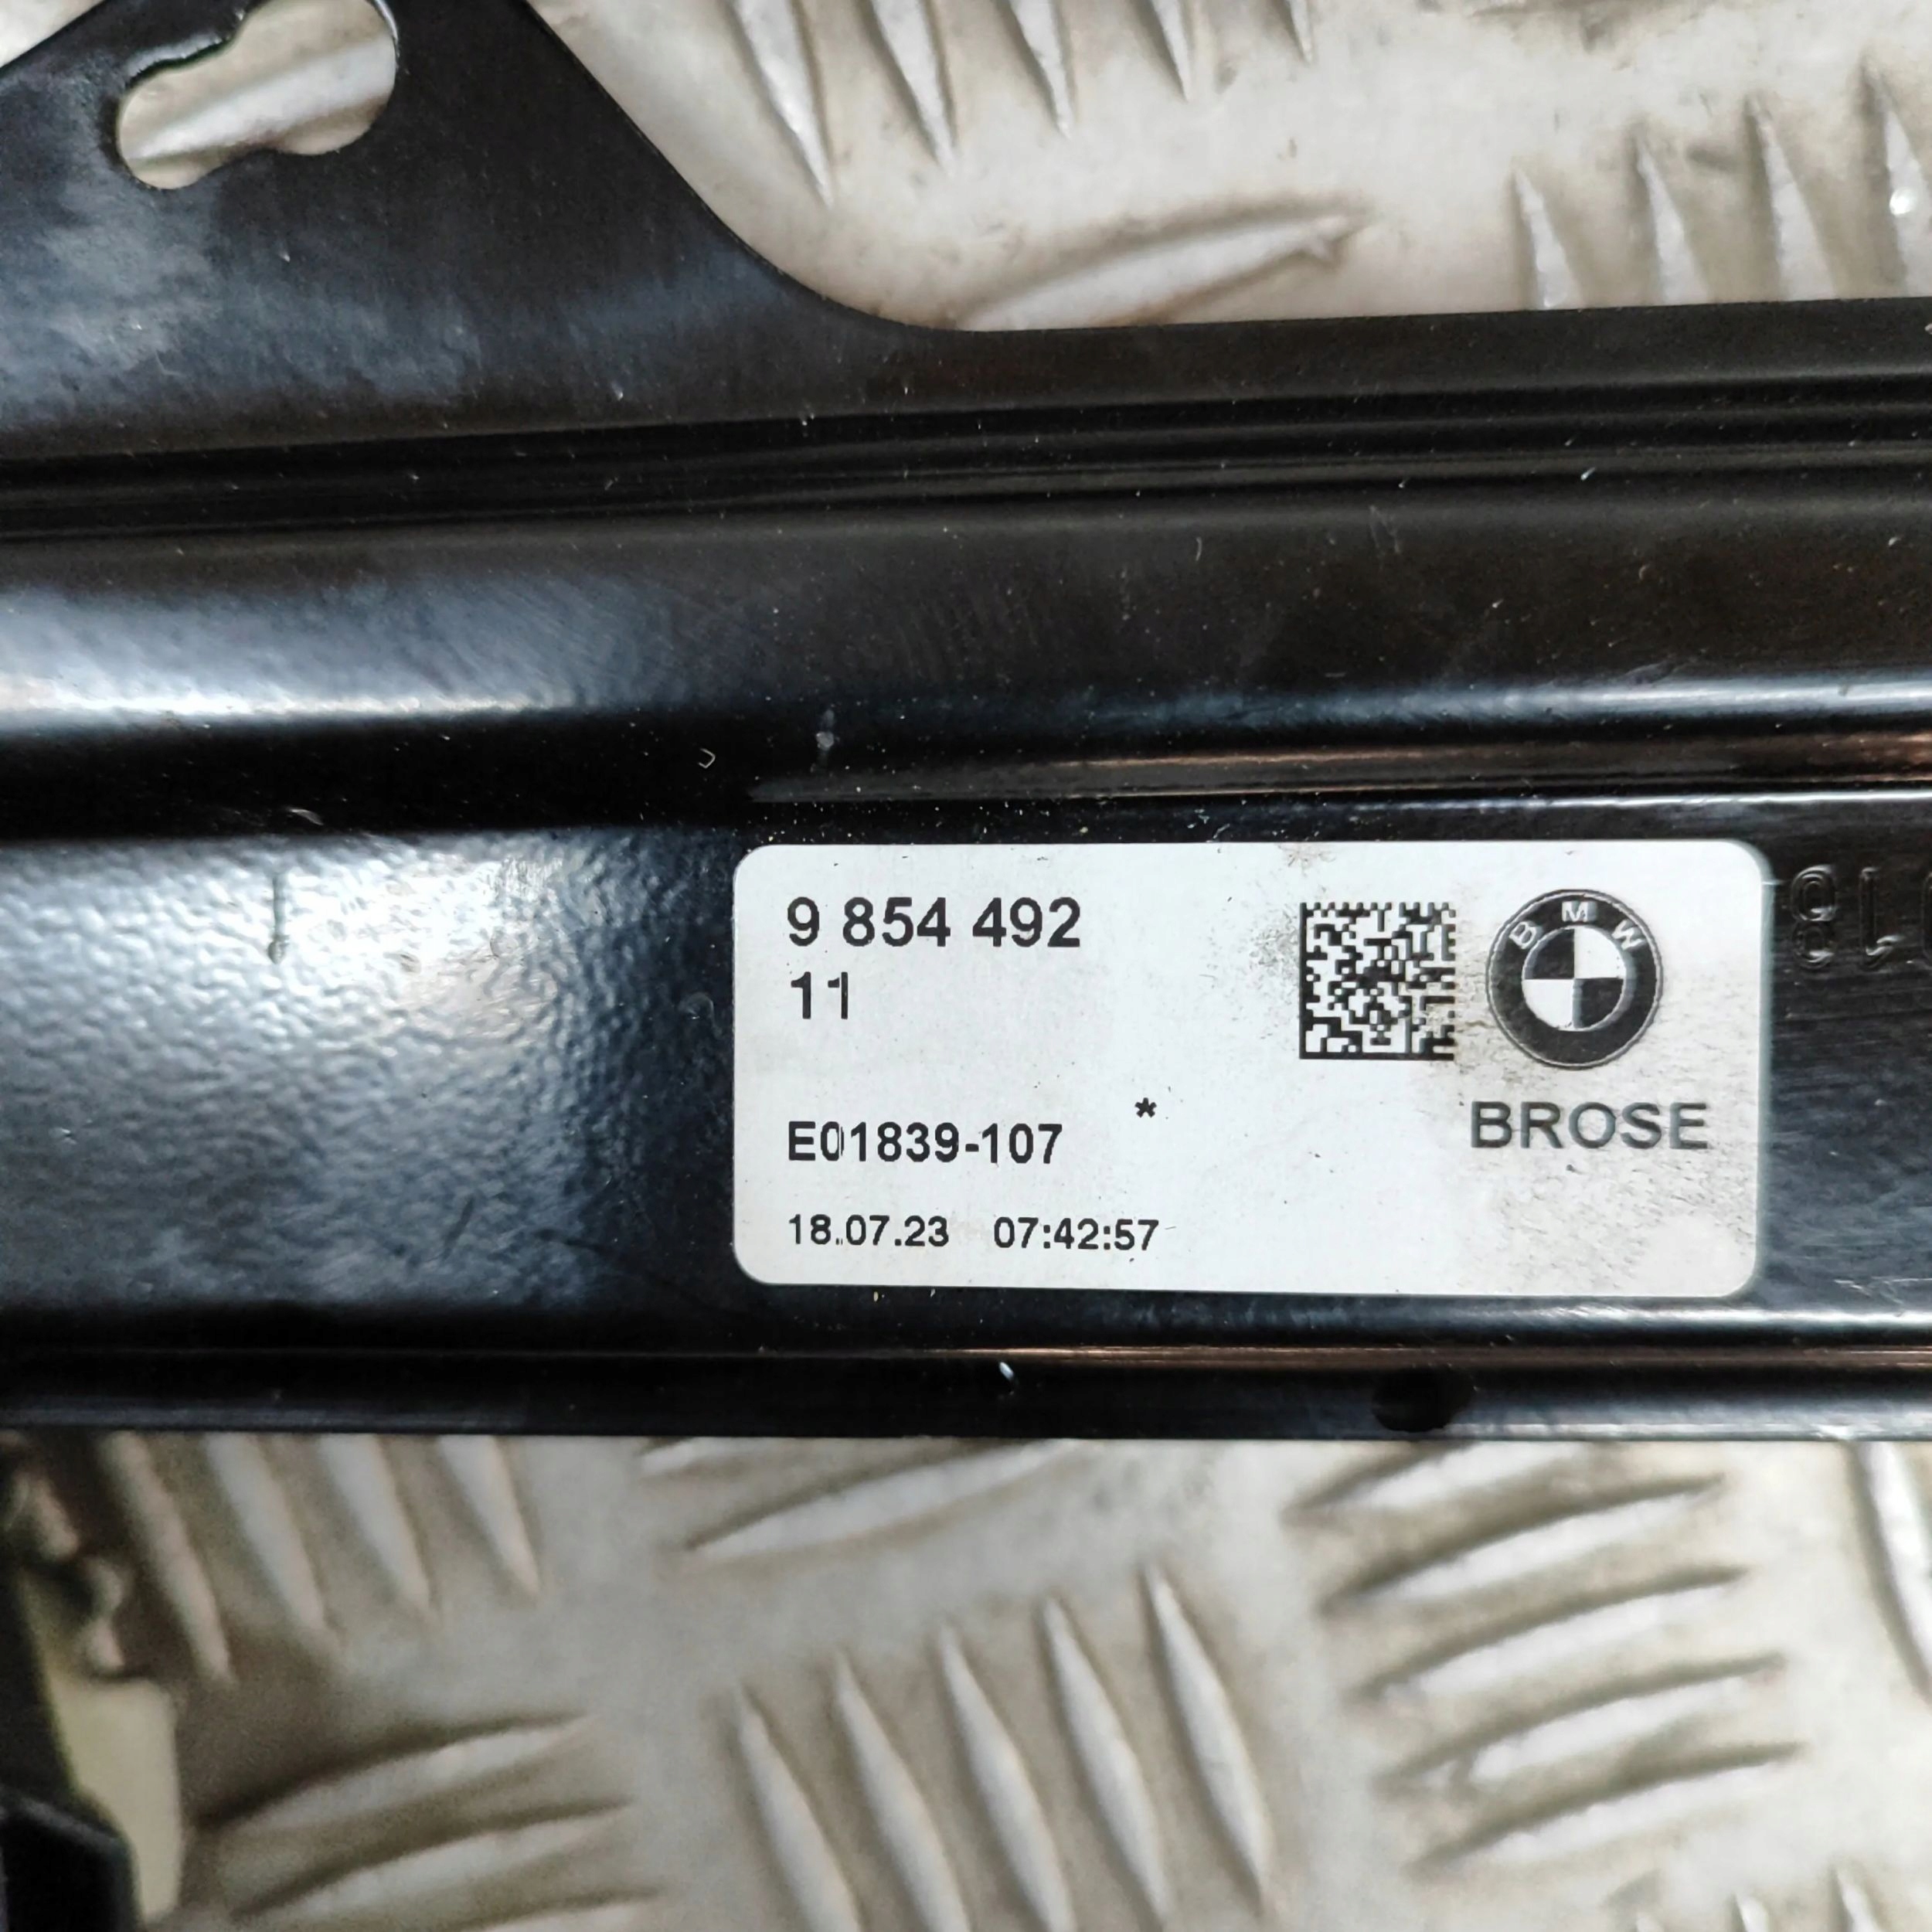 9 854 492
11
E01839-107 *
18.07.23 07:42:57
BMW
BROSE